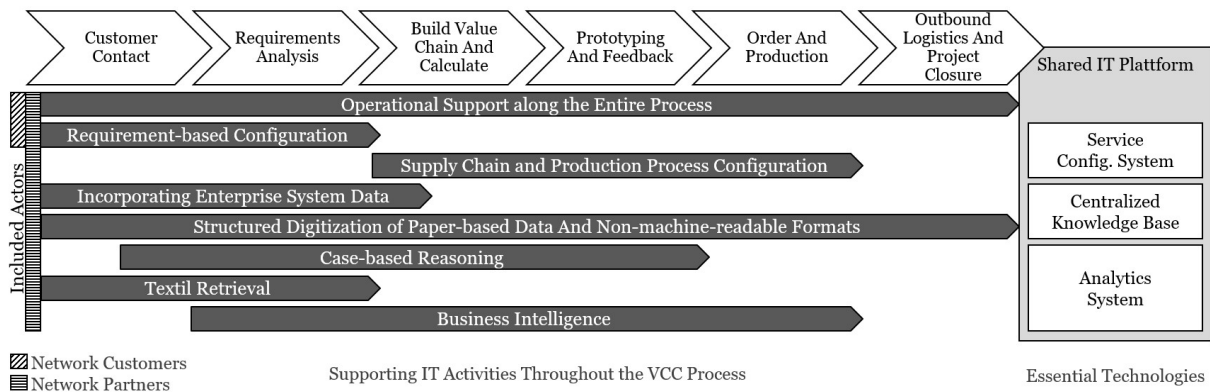 Customer
Contact
Requirements
Analysis
Build Value
Chain And
Calculate
Prototyping
And Feedback
Order And
Production
Outbound
Logistics And
Project
Closure
Shared IT Plattform
Included Actors
Operational Support along the Entire Process
Requirement-based Configuration
Supply Chain and Production Process Configuration
Incorporating Enterprise System Data
Structured Digitization of Paper-based Data And Non-machine-readable Formats
Case-based Reasoning
Textil Retrieval
Business Intelligence
Service
Config. System
Centralized
Knowledge Base
Analytics
System
Network Customers
Network Partners
Supporting IT Activities Throughout the VCC Process
Essential Technologies